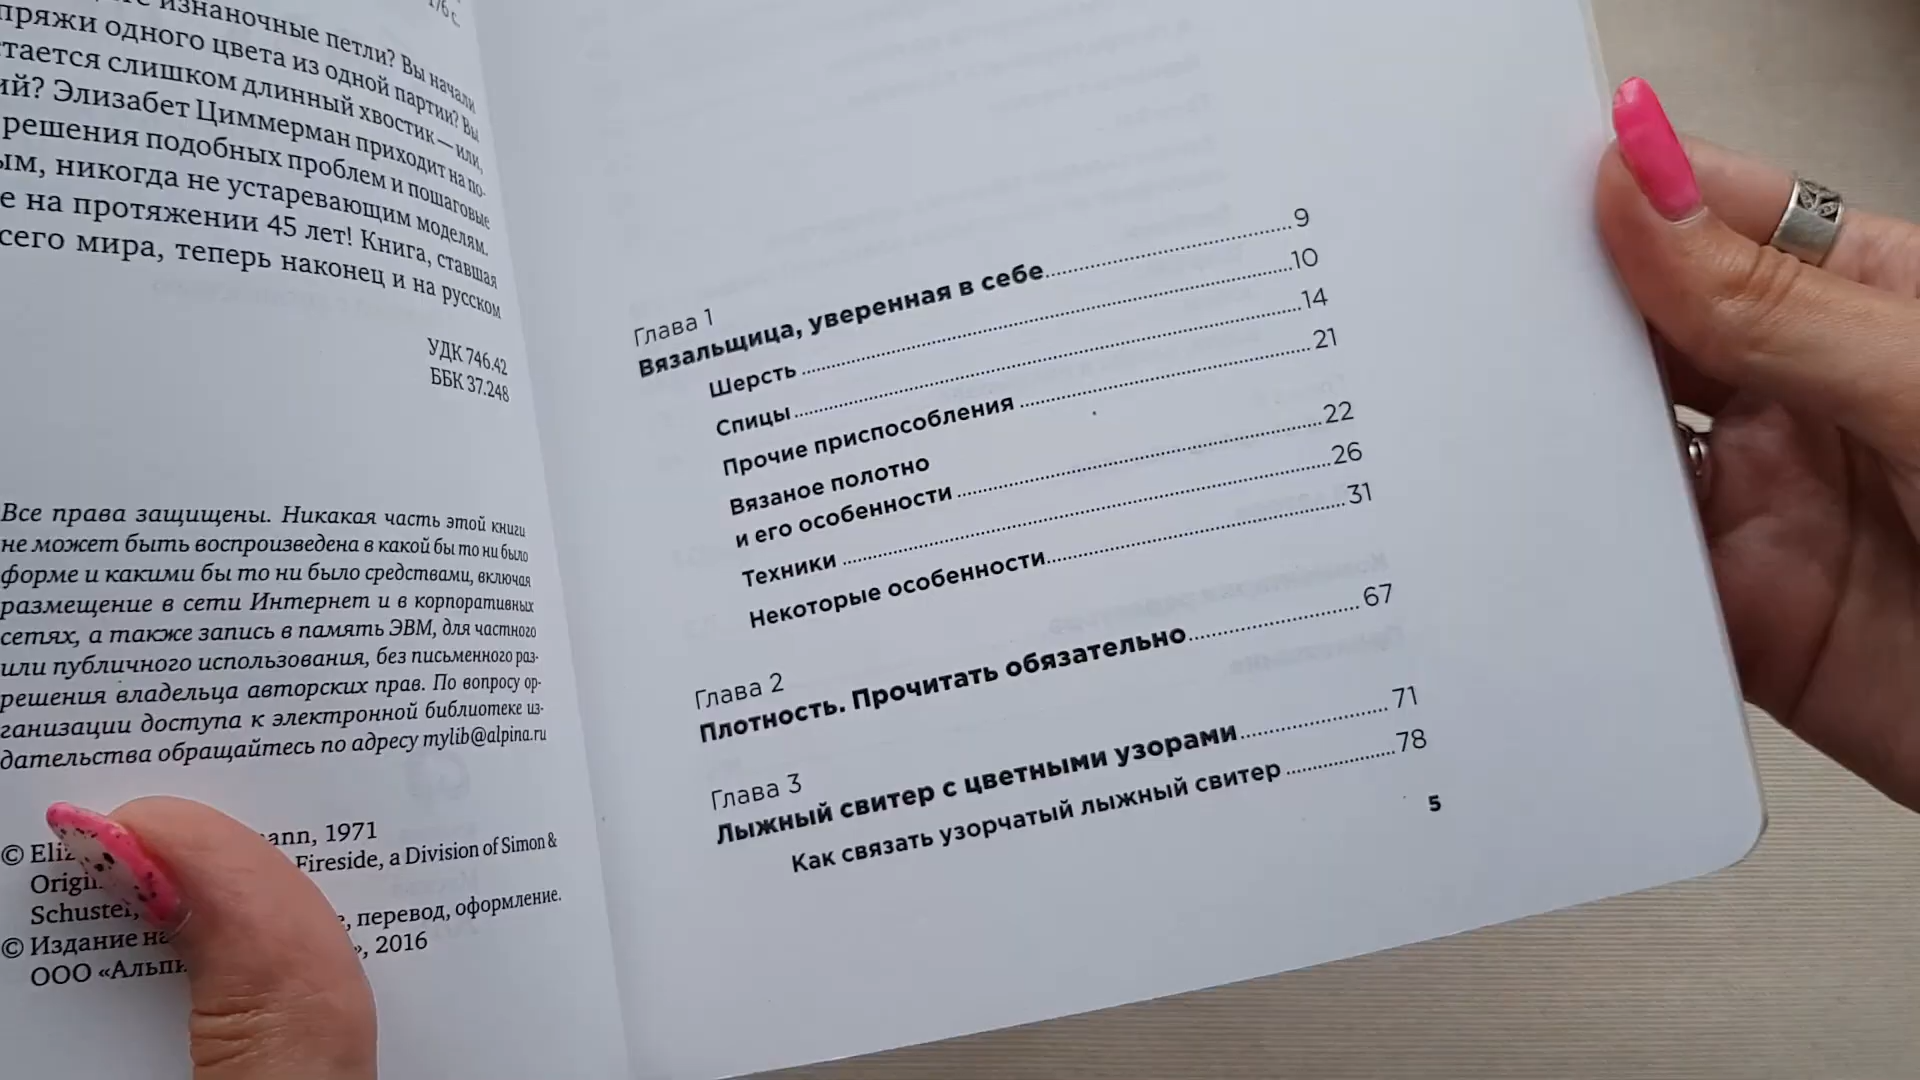 176 с.
изнаночные петли? Вы начали
пряжи одного цвета из одной партии? Вы
стается слишком длинный хвостик — или,
ий? Элизабет Циммерман приходит на по-
решения подобных проблем и пошаговые
ым, никогда не устаревающим моделям.
е на протяжении 45 лет! Книга, ставшая
сего мира, теперь наконец и на русском
УДК 746.42
ББК 37.248
Все права защищены. Никакая часть этой книги
не может быть воспроизведена в какой бы то ни было
форме и какими бы то ни было средствами, включая
размещение в сети Интернет и в корпоративных
сетях, а также запись в память ЭВМ, для частного
или публичного использования, без письменного раз-
решения владельца авторских прав. По вопросу ор-
ганизации доступа к электронной библиотеке из-
дательства обращайтесь по адресу mylib@alpina.ru
© Eliz mann, 1971
Origin Fireside, a Division of Simon &
Schuster,
© Издание на е, перевод, оформление.
ООО «Альпи », 2016
Глава 1
Вязальщица, уверенная в себе 9
Шерсть 10
Спицы 14
Прочие приспособления 21
Вязаное полотно
и его особенности 22
Техники 26
Некоторые особенности 31
Глава 2
Плотность. Прочитать обязательно 67
Глава 3
Лыжный свитер с цветными узорами 71
Как связать узорчатый лыжный свитер 78
5